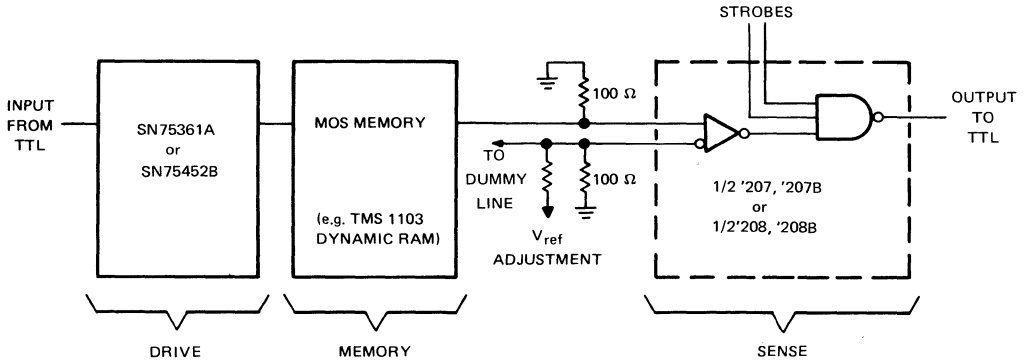 STROBES
INPUT
FROM
TTL
SN75361A
or
SN75452B
MOS MEMORY
(e.g. TMS 1103
DYNAMIC RAM)
100 Ω
TO
DUMMY
LINE
100 Ω
Vref
ADJUSTMENT
1/2 '207, '207B
or
1/2'208, '208B
OUTPUT
TO
TTL
DRIVE
MEMORY
SENSE